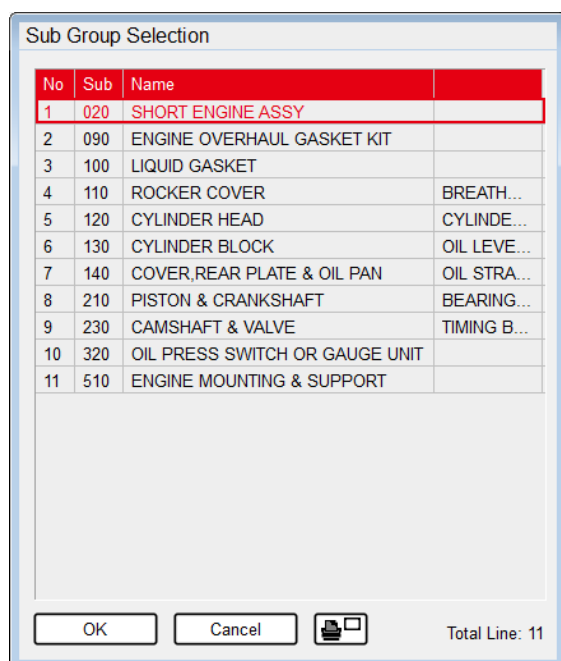 Sub Group Selection
No Sub Name
1 020 SHORT ENGINE ASSY
2 090 ENGINE OVERHAUL GASKET KIT
3 100 LIQUID GASKET
4 110 ROCKER COVER BREATH...
5 120 CYLINDER HEAD CYLINDE...
6 130 CYLINDER BLOCK OIL LEVE...
7 140 COVER,REAR PLATE & OIL PAN OIL STRA...
8 210 PISTON & CRANKSHAFT BEARING...
9 230 CAMSHAFT & VALVE TIMING B...
10 320 OIL PRESS SWITCH OR GAUGE UNIT
11 510 ENGINE MOUNTING & SUPPORT
OK Cancel Total Line: 11